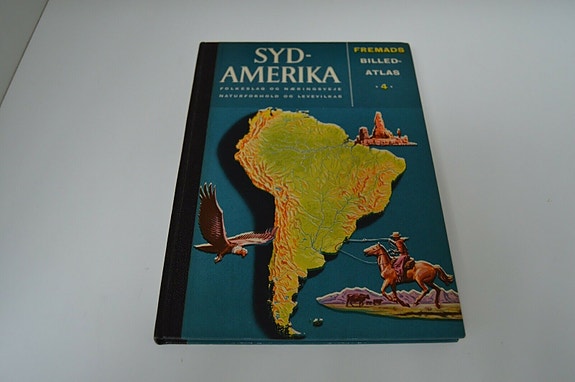 SYD-
AMERIKA
FOLKESLAG OG NÆRINGSVEJE
NATURFORHOLD OG LEVEVILKÅR
FREMADS
BILLED-
ATLAS
· 4 ·